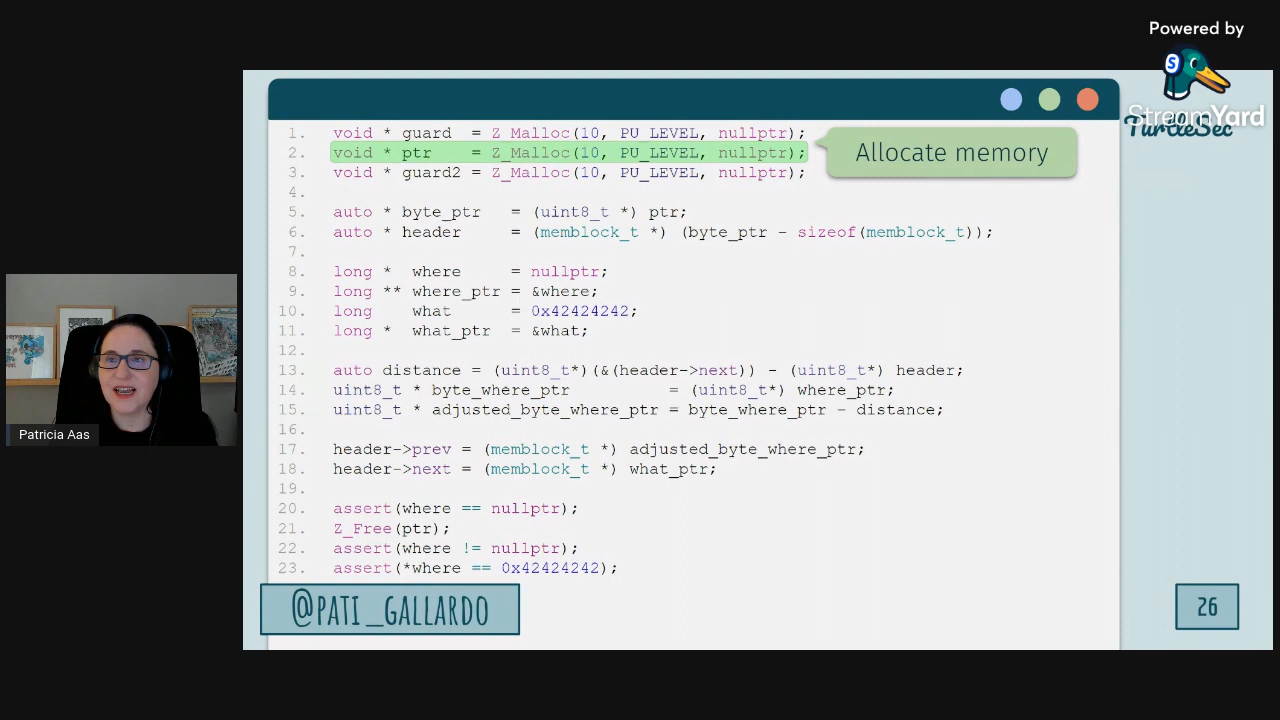 Powered by
StreamYard
TurtleSec
1. void * guard = Z_Malloc(10, PU_LEVEL, nullptr);
2. void * ptr = Z_Malloc(10, PU_LEVEL, nullptr);
3. void * guard2 = Z_Malloc(10, PU_LEVEL, nullptr);
4.
5. auto * byte_ptr = (uint8_t *) ptr;
6. auto * header = (memblock_t *) (byte_ptr - sizeof(memblock_t));
7.
8. long * where = nullptr;
9. long ** where_ptr = &where;
10. long what = 0x42424242;
11. long * what_ptr = &what;
12.
13. auto distance = (uint8_t*)(&(header->next)) - (uint8_t*) header;
14. uint8_t * byte_where_ptr = (uint8_t*) where_ptr;
15. uint8_t * adjusted_byte_where_ptr = byte_where_ptr - distance;
16.
17. header->prev = (memblock_t *) adjusted_byte_where_ptr;
18. header->next = (memblock_t *) what_ptr;
19.
20. assert(where == nullptr);
21. Z_Free(ptr);
22. assert(where != nullptr);
23. assert(*where == 0x42424242);
Allocate memory
Patricia Aas
@PATI_GALLARDO
26